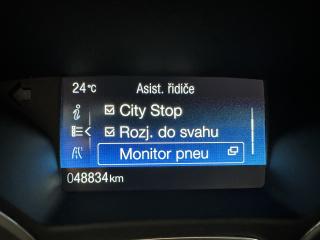 24°C Asist. řidiče
City Stop
Rozj. do svahu
Monitor pneu
048834km